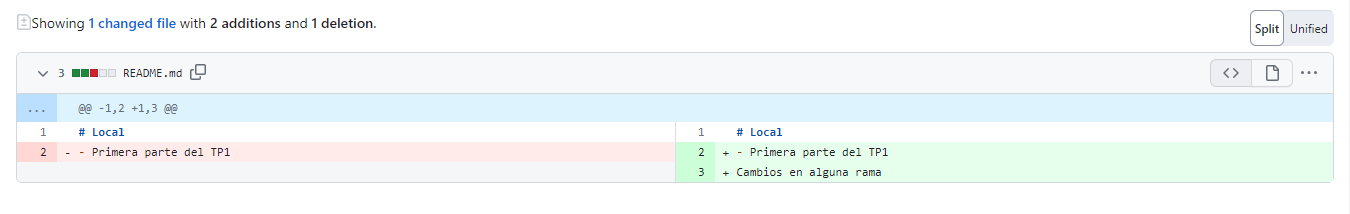 Showing 1 changed file with 2 additions and 1 deletion.
Split Unified
3 README.md
... @@ -1,2 +1,3 @@
1 # Local 1 # Local
2 - - Primera parte del TP1 2 + - Primera parte del TP1
3 + Cambios en alguna rama